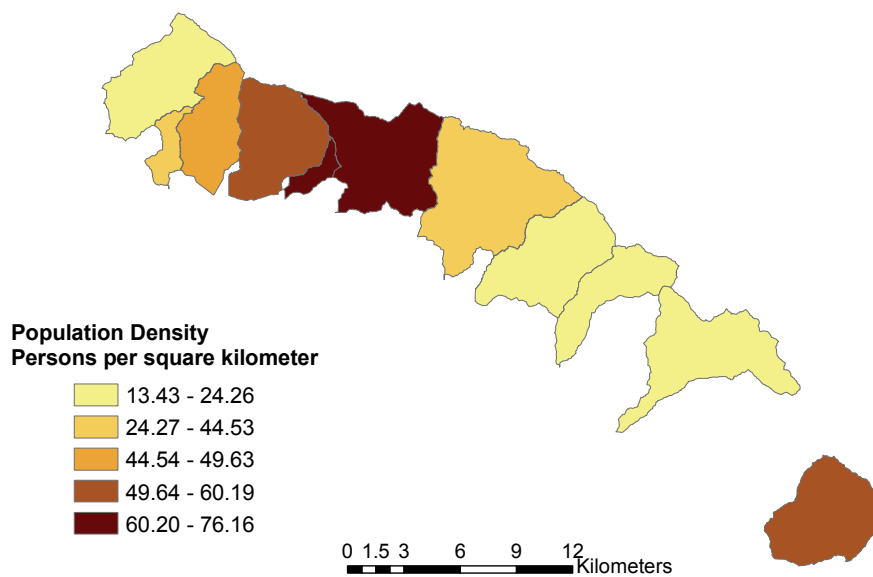 Population Density
Persons per square kilometer
13.43 - 24.26
24.27 - 44.53
44.54 - 49.63
49.64 - 60.19
60.20 - 76.16
0 1.5 3 6 9 12
Kilometers